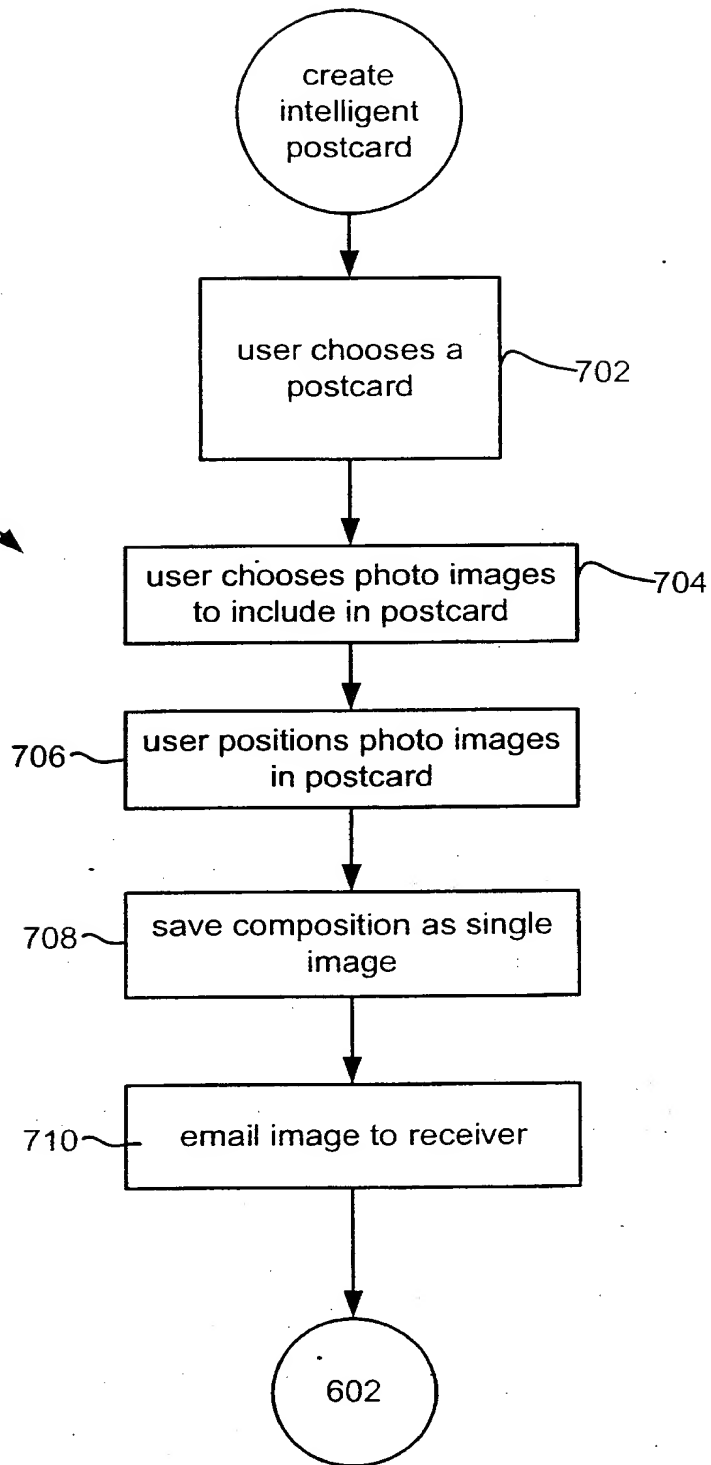 create
intelligent
postcard
user chooses a
postcard
702
user chooses photo images
to include in postcard
704
706
user positions photo images
in postcard
708
save composition as single
image
710
email image to receiver
602